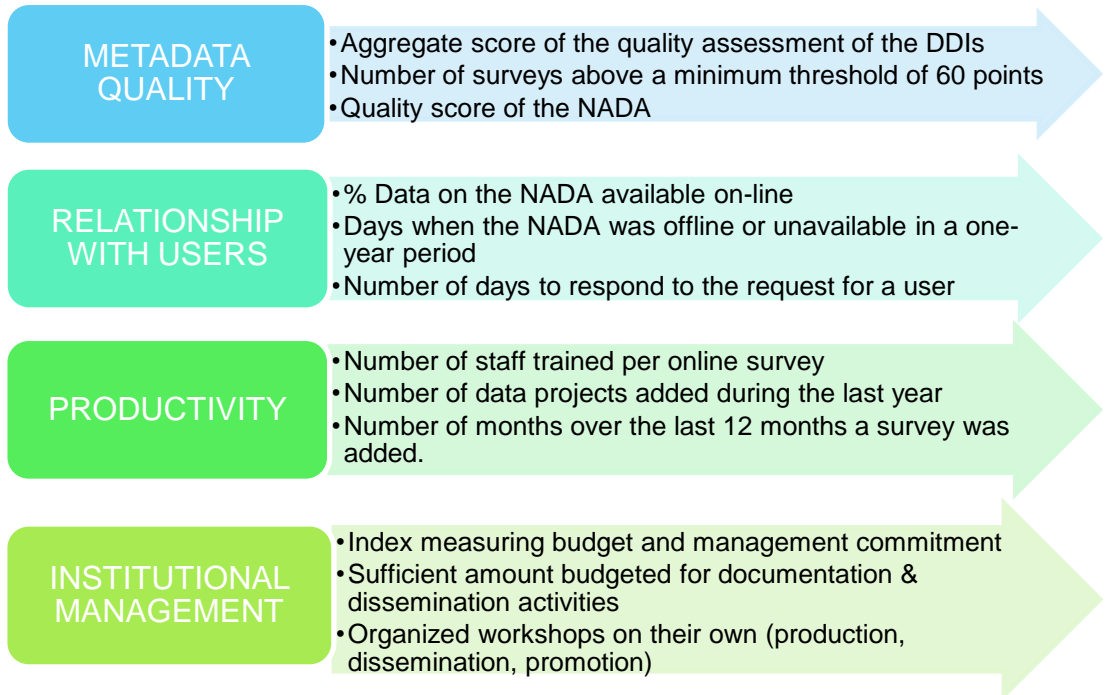 METADATA
QUALITY
•Aggregate score of the quality assessment of the DDIs
•Number of surveys above a minimum threshold of 60 points
•Quality score of the NADA
RELATIONSHIP
WITH USERS
•% Data on the NADA available on-line
•Days when the NADA was offline or unavailable in a one-
year period
•Number of days to respond to the request for a user
PRODUCTIVITY
•Number of staff trained per online survey
•Number of data projects added during the last year
•Number of months over the last 12 months a survey was
added.
INSTITUTIONAL
MANAGEMENT
•Index measuring budget and management commitment
•Sufficient amount budgeted for documentation &
dissemination activities
•Organized workshops on their own (production,
dissemination, promotion)